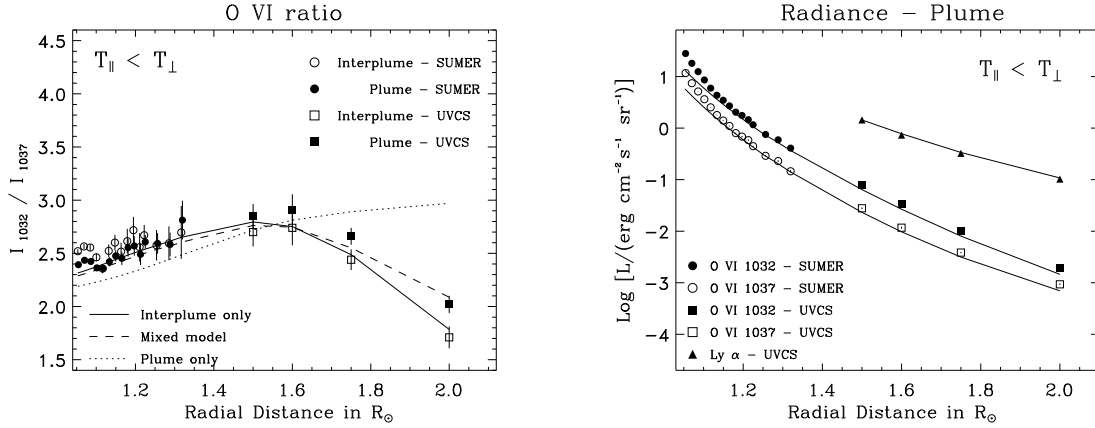 O VI ratio
4.5
4.0
3.5
3.0
2.5
2.0
1.5
I 1032 / I 1037
T∥ < T⊥
Interplume – SUMER
Plume – SUMER
Interplume – UVCS
Plume – UVCS
Interplume only
Mixed model
Plume only
1.2 1.4 1.6 1.8 2.0
Radial Distance in R⊙
Radiance – Plume
1
0
−1
−2
−3
−4
Log [L/(erg cm⁻² s⁻¹ sr⁻¹)]
T∥ < T⊥
O VI 1032 – SUMER
O VI 1037 – SUMER
O VI 1032 – UVCS
O VI 1037 – UVCS
Ly α – UVCS
1.2 1.4 1.6 1.8 2.0
Radial Distance in R⊙